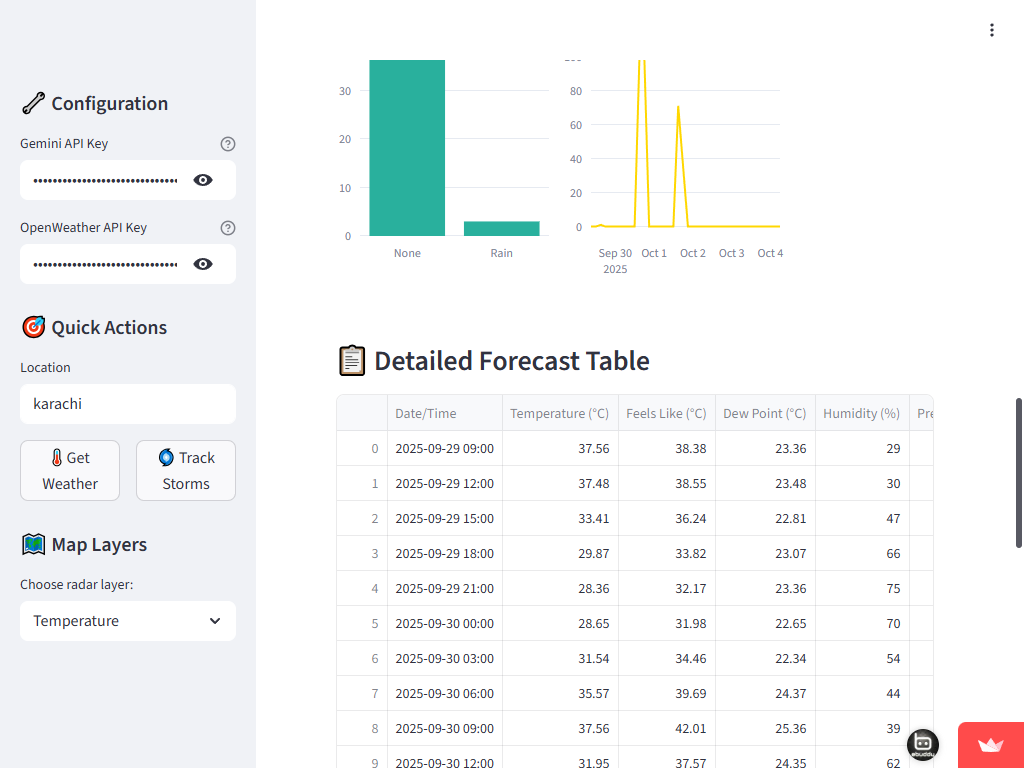 Configuration
Gemini API Key
••••••••••••••••••••••••••••••
OpenWeather API Key
••••••••••••••••••••••••••••••
Quick Actions
Location
karachi
Get Weather
Track Storms
Map Layers
Choose radar layer:
Temperature
30
20
10
0
None Rain
80
60
40
20
0
Sep 30 Oct 1 Oct 2 Oct 3 Oct 4
2025
Detailed Forecast Table
Date/Time Temperature (°C) Feels Like (°C) Dew Point (°C) Humidity (%)
0 2025-09-29 09:00 37.56 38.38 23.36 29
1 2025-09-29 12:00 37.48 38.55 23.48 30
2 2025-09-29 15:00 33.41 36.24 22.81 47
3 2025-09-29 18:00 29.87 33.82 23.07 66
4 2025-09-29 21:00 28.36 32.17 23.36 75
5 2025-09-30 00:00 28.65 31.98 22.65 70
6 2025-09-30 03:00 31.54 34.46 22.34 54
7 2025-09-30 06:00 35.57 39.69 24.37 44
8 2025-09-30 09:00 37.56 42.01 25.36 39
9 2025-09-30 12:00 31.95 37.57 24.35 62